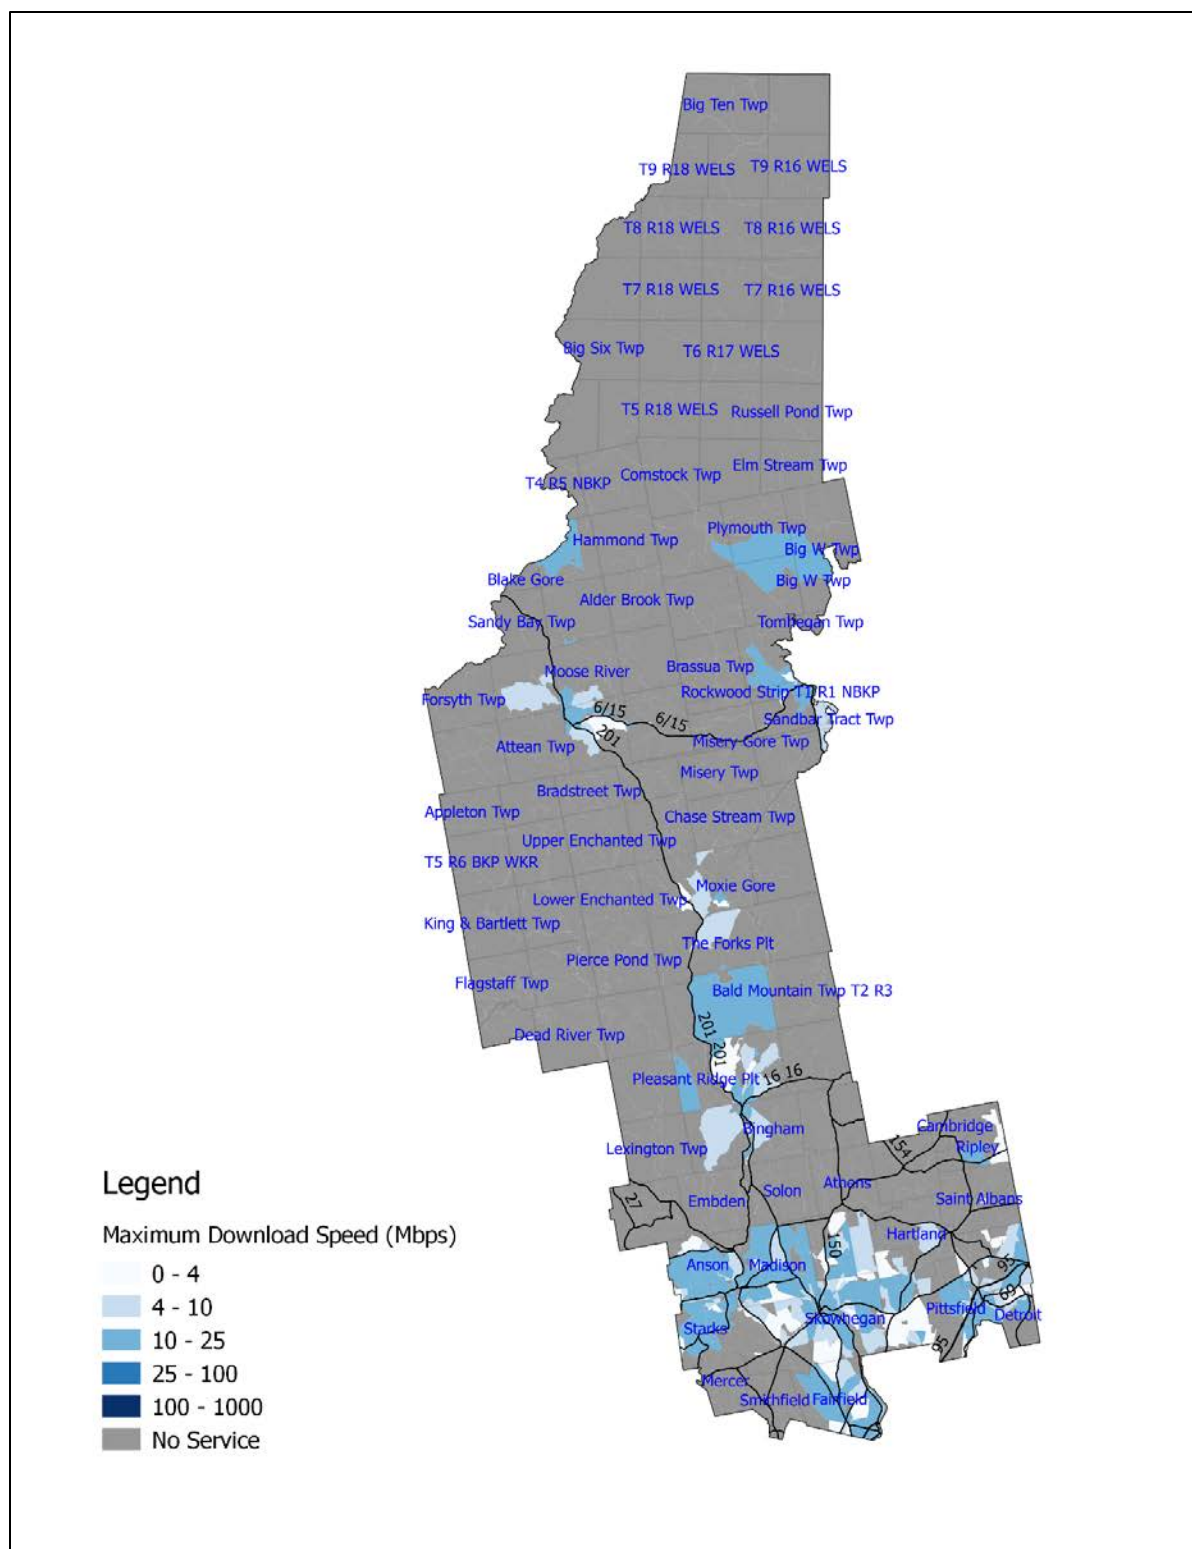 Big Ten Twp
T9 R18 WELS
T9 R16 WELS
T8 R18 WELS
T8 R16 WELS
T7 R18 WELS
T7 R16 WELS
Big Six Twp
T6 R17 WELS
T5 R18 WELS
Russell Pond Twp
Elm Stream Twp
Comstock Twp
T4 R5 NBKP
Plymouth Twp
Hammond Twp
Big W Twp
Blake Gore
Big W Twp
Alder Brook Twp
Sandy Bay Twp
Tomhegan Twp
Moose River
Brassua Twp
Forsyth Twp
Rockwood Strip T1 R1 NBKP
6/15
6/15
Sandbar Tract Twp
201
Attean Twp
Misery Gore Twp
Misery Twp
Bradstreet Twp
Appleton Twp
Chase Stream Twp
Upper Enchanted Twp
T5 R6 BKP WKR
Moxie Gore
Lower Enchanted Twp
King & Bartlett Twp
The Forks Plt
Pierce Pond Twp
Flagstaff Twp
Bald Mountain Twp T2 R3
201
201
Dead River Twp
Pleasant Ridge Plt
16 16
Bingham
Cambridge
154
Ripley
Lexington Twp
Athens
Solon
Embden
27
Saint Albans
Hartland
150
Anson
Madison
95
69
Skowhegan
Pittsfield
Detroit
Starks
95
Mercer
Smithfield
Fairfield
Legend
Maximum Download Speed (Mbps)
0 - 4
4 - 10
10 - 25
25 - 100
100 - 1000
No Service